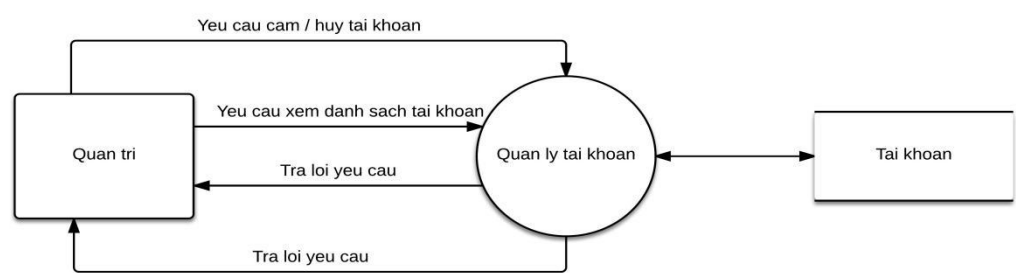 Yeu cau cam / huy tai khoan
Yeu cau xem danh sach tai khoan
Quan tri
Quan ly tai khoan
Tai khoan
Tra loi yeu cau
Tra loi yeu cau